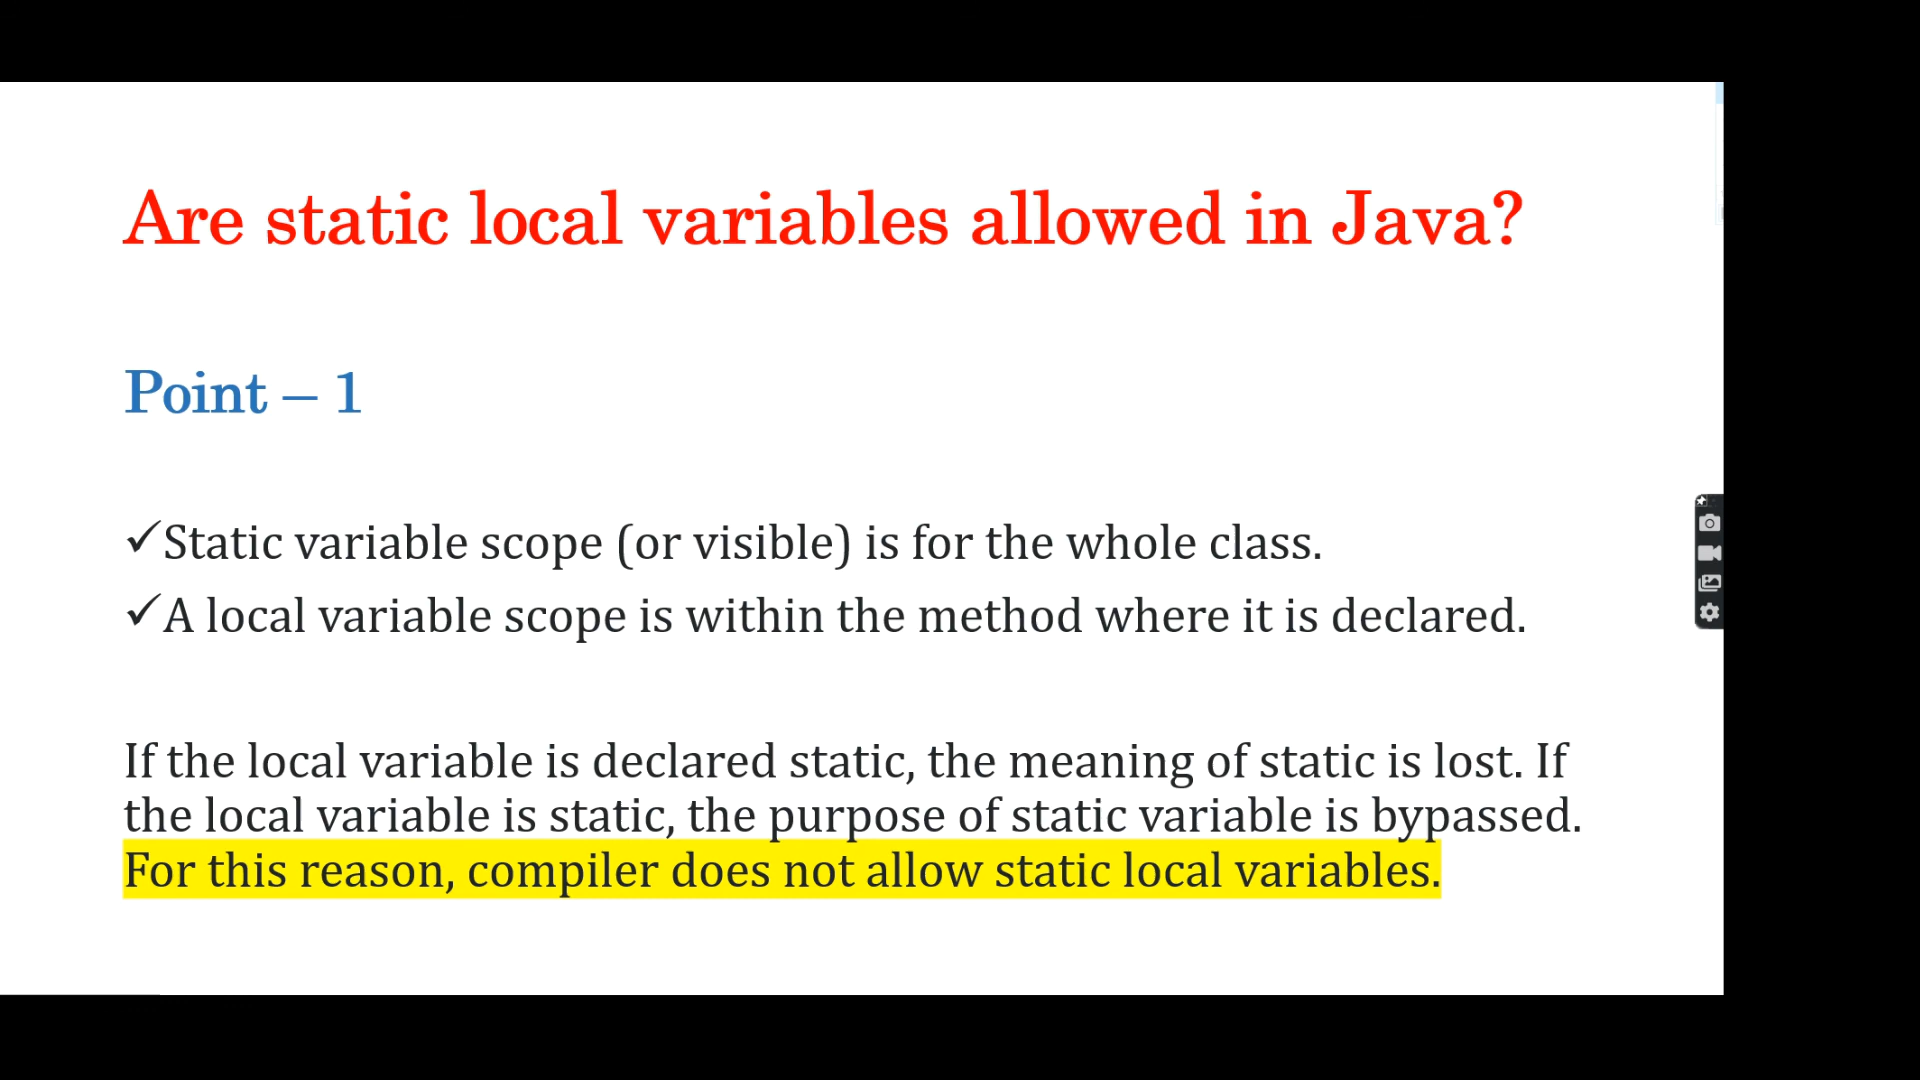 Are static local variables allowed in Java?
Point – 1
✓Static variable scope (or visible) is for the whole class.
✓A local variable scope is within the method where it is declared.
If the local variable is declared static, the meaning of static is lost. If
the local variable is static, the purpose of static variable is bypassed.
For this reason, compiler does not allow static local variables.